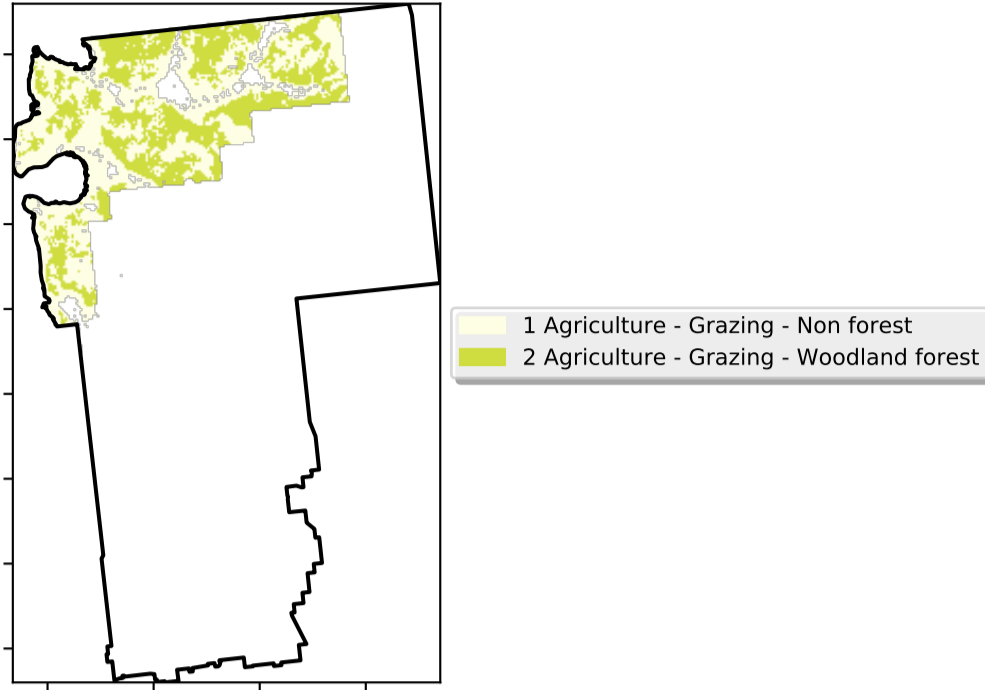 1 Agriculture - Grazing - Non forest
2 Agriculture - Grazing - Woodland forest